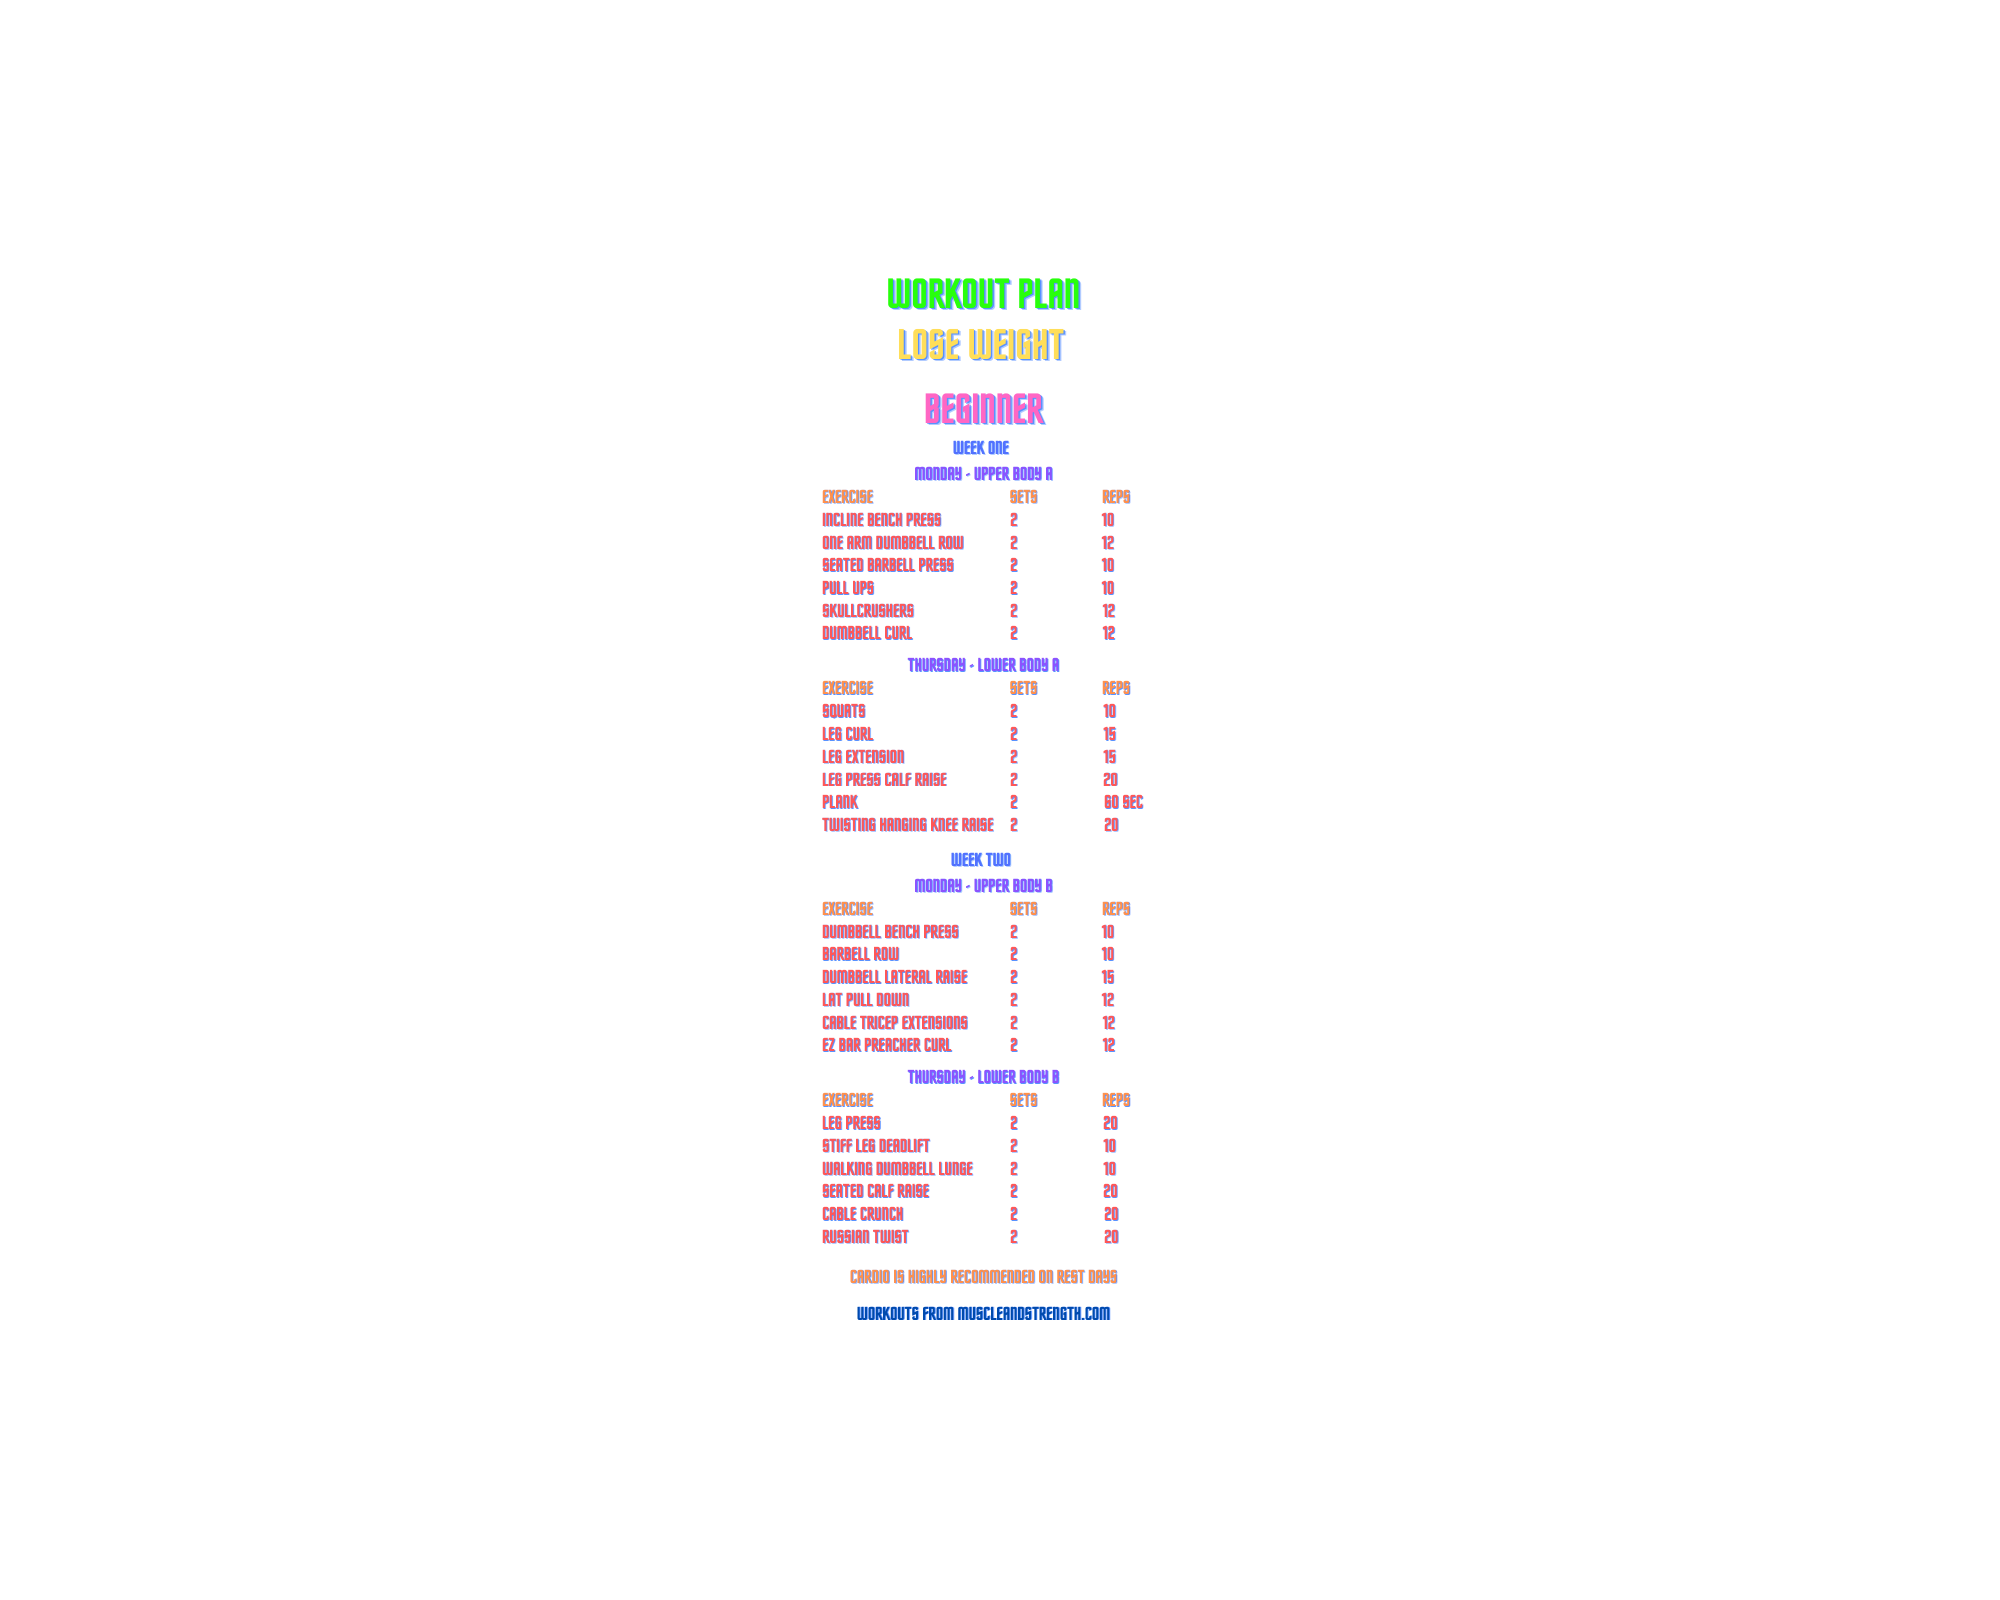 WORKOUT PLAN
LOSE WEIGHT
BEGINNER
WEEK ONE
MONDAY - UPPER BODY A
EXERCISE SETS REPS
INCLINE BENCH PRESS 2 10
ONE ARM DUMBBELL ROW 2 12
SEATED BARBELL PRESS 2 10
PULL UPS 2 10
SKULLCRUSHERS 2 12
DUMBBELL CURL 2 12
THURSDAY - LOWER BODY A
EXERCISE SETS REPS
SQUATS 2 10
LEG CURL 2 15
LEG EXTENSION 2 15
LEG PRESS CALF RAISE 2 20
PLANK 2 60 SEC
TWISTING HANGING KNEE RAISE 2 20
WEEK TWO
MONDAY - UPPER BODY B
EXERCISE SETS REPS
DUMBBELL BENCH PRESS 2 10
BARBELL ROW 2 10
DUMBBELL LATERAL RAISE 2 15
LAT PULL DOWN 2 12
CABLE TRICEP EXTENSIONS 2 12
EZ BAR PREACHER CURL 2 12
THURSDAY - LOWER BODY B
EXERCISE SETS REPS
LEG PRESS 2 20
STIFF LEG DEADLIFT 2 10
WALKING DUMBBELL LUNGE 2 10
SEATED CALF RAISE 2 20
CABLE CRUNCH 2 20
RUSSIAN TWIST 2 20
CARDIO IS HIGHLY RECOMMENDED ON REST DAYS
WORKOUTS FROM MUSCLEANDSTRENGTH.COM